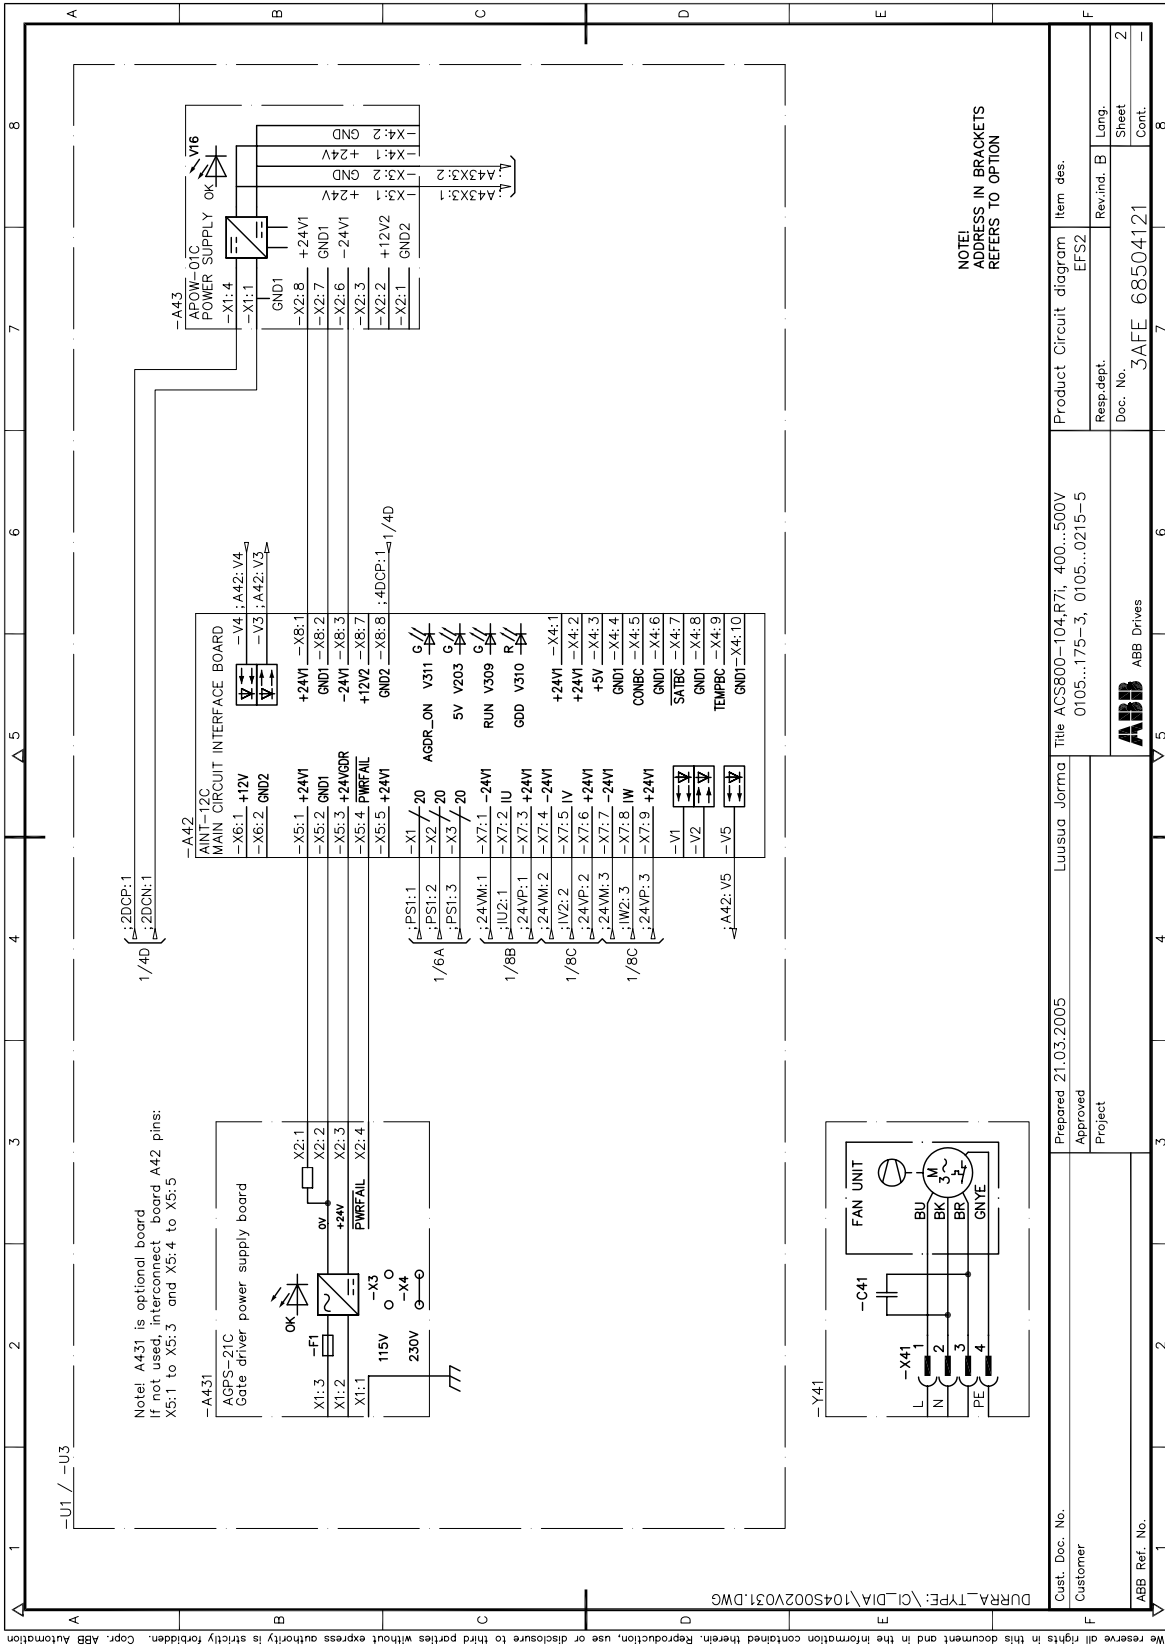 1 2 3 4 5 6 7 8
A
B
C
D
E
F
-U1 / -U3
Note! A431 is optional board
If not used, interconnect board A42 pins:
X5:1 to X5:3 and X5:4 to X5:5
-A431
AGPS-21C
Gate driver power supply board
X1:3
X1:2
X1:1
-F1
OK
115V
230V
-X3
-X4
0V
+24V
PWRFAIL
X2:1
X2:2
X2:3
X2:4
1/4D
:2DCP:1
:2DCN:1
-A42
AINT-12C
MAIN CIRCUIT INTERFACE BOARD
-X6:1 +12V
-X6:2 GND2
-X5:1 +24V1
-X5:2 GND1
-X5:3 +24VGDR
-X5:4 PWRFAIL
-X5:5 +24V1
1/6A
:PS1:1 -X1 20
:PS1:2 -X2 20
:PS1:3 -X3 20
1/8B
:24VM:1 -X7:1 -24V1
:IU2:1 -X7:2 IU
:24VP:1 -X7:3 +24V1
1/8C
:24VM:2 -X7:4 -24V1
:IV2:2 -X7:5 IV
:24VP:2 -X7:6 +24V1
1/8C
:24VM:3 -X7:7 -24V1
:IW2:3 -X7:8 IW
:24VP:3 -X7:9 +24V1
-V1
-V2
:A42:V5 -V5
-V4 :A42:V4
-V3 :A42:V3
+24V1 -X8:1
GND1 -X8:2
-24V1 -X8:3
+12V2 -X8:7
GND2 -X8:8 :4DCP:1 1/4D
AGDR_ON V311 G
5V V203 G
RUN V309 G
GDD V310 R
+24V1 -X4:1
+24V1 -X4:2
+5V -X4:3
GND1 -X4:4
CONBC -X4:5
GND1 -X4:6
SATBC -X4:7
GND1 -X4:8
TEMPBC -X4:9
GND1 -X4:10
-A43
APOW-01C
POWER SUPPLY OK V16
-X1:4
-X1:1
GND1
-X2:8 +24V1
-X2:7 GND1
-X2:6 -24V1
-X2:3
-X2:2 +12V2
-X2:1 GND2
-X4:2 GND
-X4:1 +24V
-X3:2 GND
-X3:1 +24V
:A43X3:2
:A43X3:1
-Y41
L
N
PE
-X41
1
2
3
4
-C41
FAN UNIT
BU
BK
BR
GNYE
M
3~
NOTE!
ADDRESS IN BRACKETS
REFERS TO OPTION
DURRA_TYPE:\CI_DIA\104S002V031.DWG
Cust. Doc. No.
Customer
ABB Ref. No.
Prepared 21.03.2005 Luusua Jorma
Approved
Project
Title ACS800-104,R7i, 400...500V
0105...175-3, 0105...0215-5
ABB ABB Drives
Product Circuit diagram
EFS2
Item des.
Resp.dept.
Rev.ind. B
Lang.
Doc. No.
3AFE 68504121
Sheet 2
Cont. -
1 2 3 4 5 6 7 8
We reserve all rights in this document and in the information contained therein. Reproduction, use or disclosure to third parties without express authority is strictly forbidden. Copr. ABB Automation